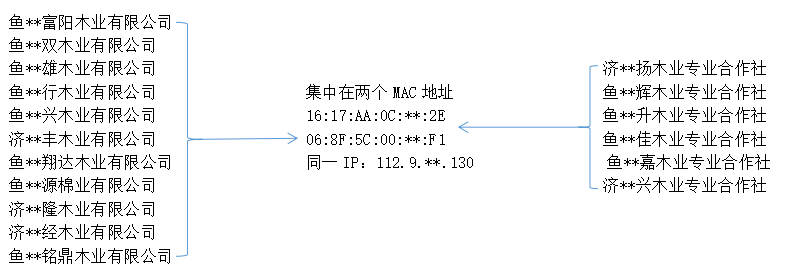 鱼**富阳木业有限公司
鱼**双木业有限公司
鱼**雄木业有限公司
鱼**行木业有限公司
鱼**兴木业有限公司
济**丰木业有限公司
鱼**翔达木业有限公司
鱼**源棉业有限公司
济**隆木业有限公司
济**经木业有限公司
鱼**铭鼎木业有限公司
集中在两个 MAC 地址
16:17:AA:0C:**:2E
06:8F:5C:00:**:F1
同一 IP：112.9.**.130
济**扬木业专业合作社
鱼**辉木业专业合作社
鱼**升木业专业合作社
鱼**佳木业专业合作社
鱼**嘉木业专业合作社
济**兴木业专业合作社